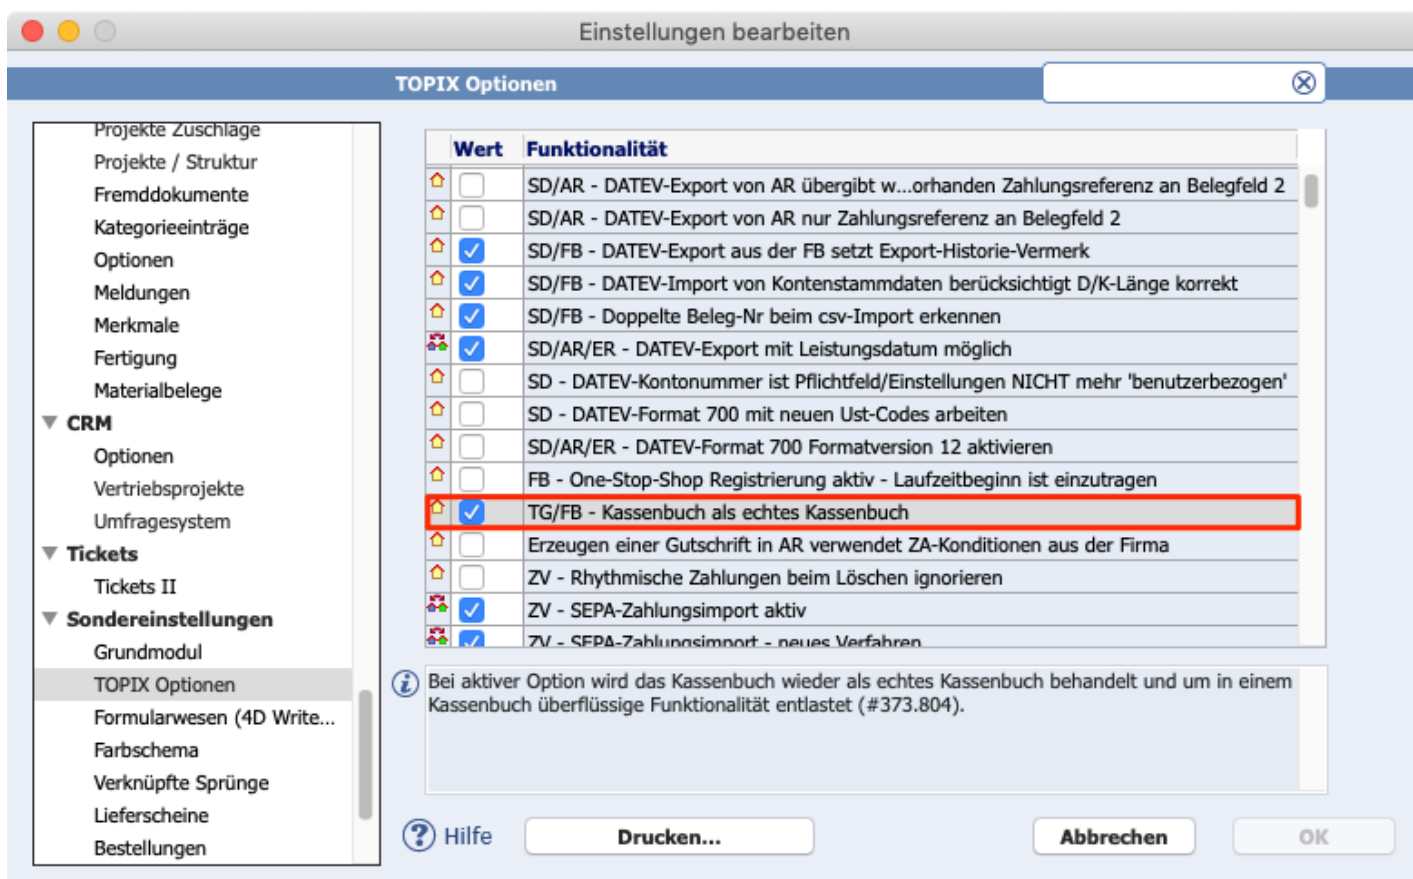 Einstellungen bearbeiten
TOPIX Optionen
Projekte Zuschläge
Projekte / Struktur
Fremddokumente
Kategorieeinträge
Optionen
Meldungen
Merkmale
Fertigung
Materialbelege
CRM
Optionen
Vertriebsprojekte
Umfragesystem
Tickets
Tickets II
Sondereinstellungen
Grundmodul
TOPIX Optionen
Formularwesen (4D Write...
Farbschema
Verknüpfte Sprünge
Lieferscheine
Bestellungen
Wert Funktionalität
SD/AR - DATEV-Export von AR übergibt w...orhanden Zahlungsreferenz an Belegfeld 2
SD/AR - DATEV-Export von AR nur Zahlungsreferenz an Belegfeld 2
SD/FB - DATEV-Export aus der FB setzt Export-Historie-Vermerk
SD/FB - DATEV-Import von Kontenstammdaten berücksichtigt D/K-Länge korrekt
SD/FB - Doppelte Beleg-Nr beim csv-Import erkennen
SD/AR/ER - DATEV-Export mit Leistungsdatum möglich
SD - DATEV-Kontonummer ist Pflichtfeld/Einstellungen NICHT mehr 'benutzerbezogen'
SD - DATEV-Format 700 mit neuen Ust-Codes arbeiten
SD/AR/ER - DATEV-Format 700 Formatversion 12 aktivieren
FB - One-Stop-Shop Registrierung aktiv - Laufzeitbeginn ist einzutragen
TG/FB - Kassenbuch als echtes Kassenbuch
Erzeugen einer Gutschrift in AR verwendet ZA-Konditionen aus der Firma
ZV - Rhythmische Zahlungen beim Löschen ignorieren
ZV - SEPA-Zahlungsimport aktiv
ZV - SEPA-Zahlungsimport - neues Verfahren
Bei aktiver Option wird das Kassenbuch wieder als echtes Kassenbuch behandelt und um in einem
Kassenbuch überflüssige Funktionalität entlastet (#373.804).
Hilfe
Drucken...
Abbrechen
OK